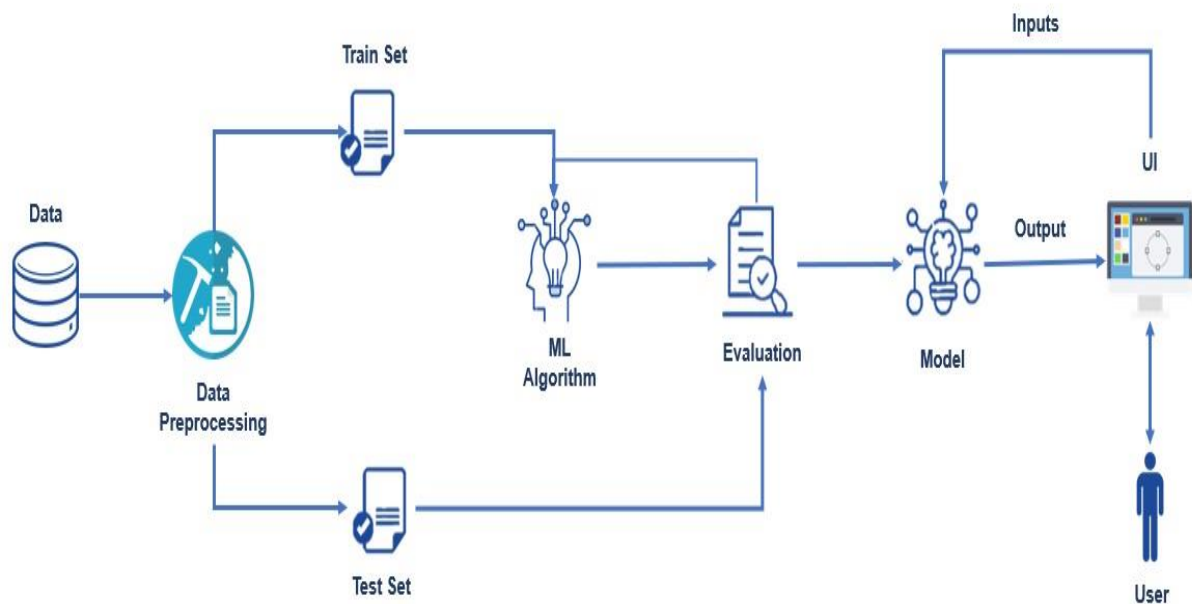 Inputs
Train Set
UI
Data
Output
ML
Algorithm
Evaluation
Model
Data
Preprocessing
Test Set
User